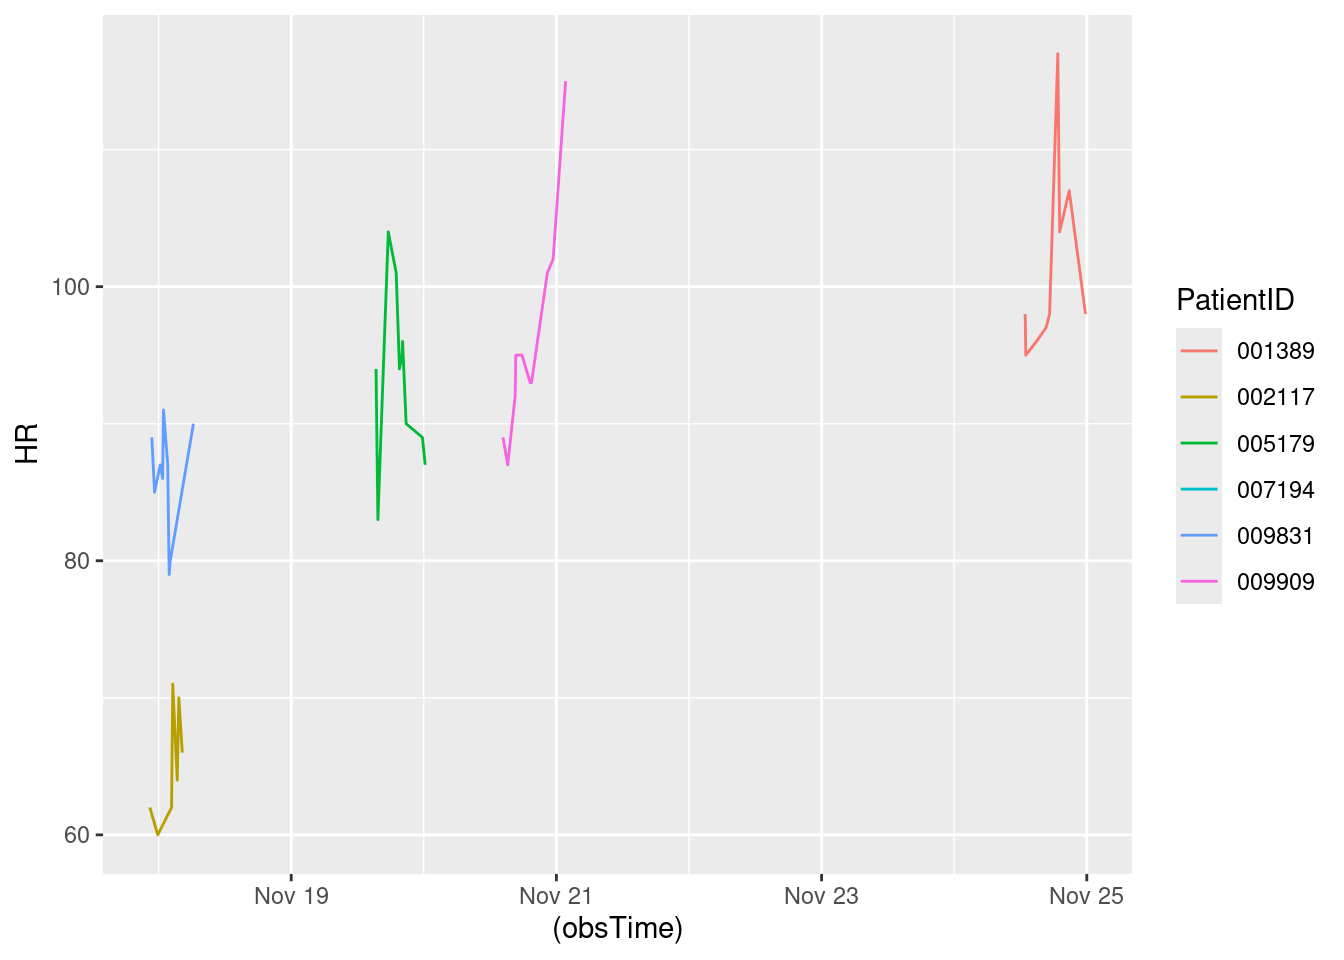 100
80
60
HR
Nov 19
Nov 21
Nov 23
Nov 25
(obsTime)
PatientID
001389
002117
005179
007194
009831
009909